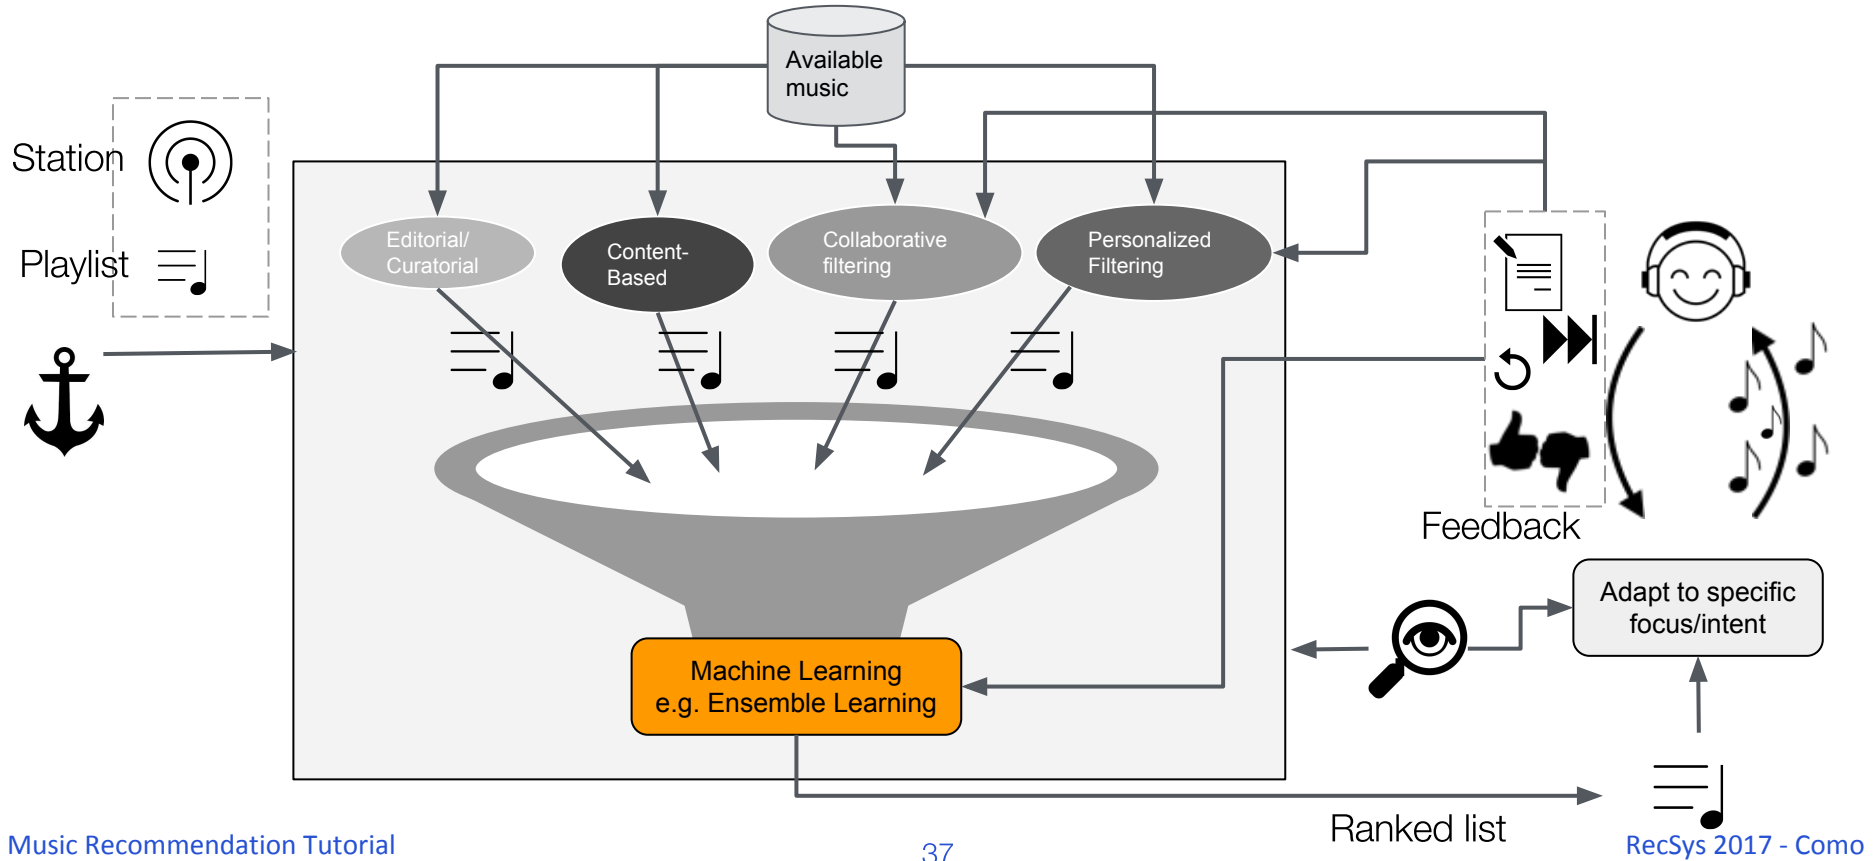 Available
music
Station
Playlist
Editorial/
Curatorial
Content-
Based
Collaborative
filtering
Personalized
Filtering
Feedback
Adapt to specific
focus/intent
Machine Learning
e.g. Ensemble Learning
Ranked list
Music Recommendation Tutorial
37
RecSys 2017 - Como